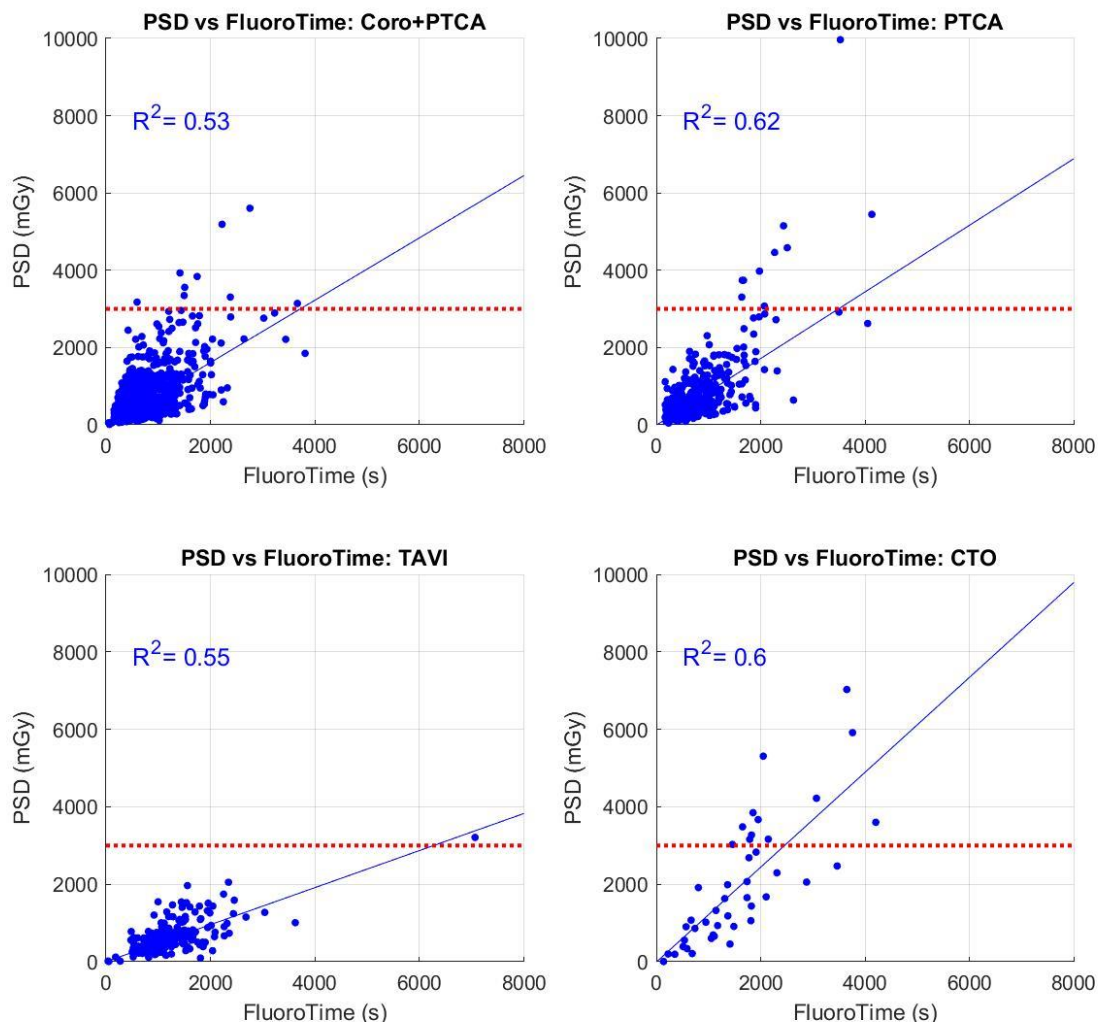 PSD vs FluoroTime: Coro+PTCA
10000
8000
6000
4000
2000
0
PSD (mGy)
R²= 0.53
0 2000 4000 6000 8000
FluoroTime (s)
PSD vs FluoroTime: PTCA
10000
8000
6000
4000
2000
0
PSD (mGy)
R²= 0.62
0 2000 4000 6000 8000
FluoroTime (s)
PSD vs FluoroTime: TAVI
10000
8000
6000
4000
2000
0
PSD (mGy)
R²= 0.55
0 2000 4000 6000 8000
FluoroTime (s)
PSD vs FluoroTime: CTO
10000
8000
6000
4000
2000
0
PSD (mGy)
R²= 0.6
0 2000 4000 6000 8000
FluoroTime (s)